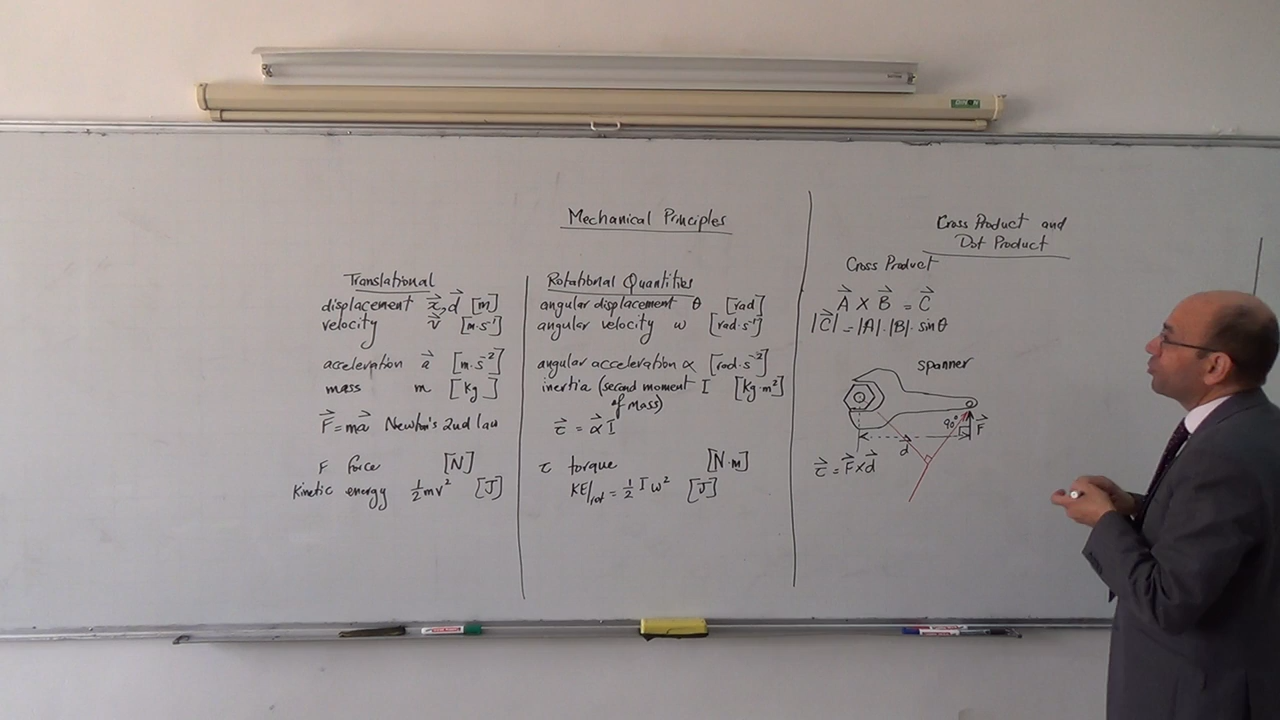 DINON
Mechanical Principles
Translational
displacement x⃗, d⃗ [m]
velocity v⃗ [m·s⁻¹]
acceleration a⃗ [m·s⁻²]
mass m [Kg]
F⃗ = ma⃗ Newton's 2nd law
F force [N]
Kinetic energy ½mv² [J]
Rotational Quantities
angular displacement θ [rad]
angular velocity ω [rad·s⁻¹]
angular acceleration α [rad·s⁻²]
inertia (second moment I [Kg·m²]
of mass)
τ⃗ = α⃗ I
τ torque [N·m]
KE/rot = ½ I ω² [J]
Cross Product and
Dot Product
Cross Product
A⃗ X B⃗ = C⃗
|C⃗| = |A|·|B|·sinθ
spanner
90° F⃗
d
τ⃗ = F⃗ x d⃗